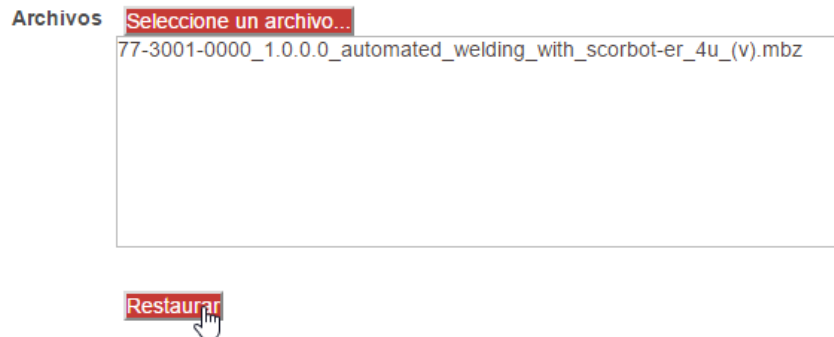 Archivos Seleccione un archivo...
77-3001-0000_1.0.0.0_automated_welding_with_scorbot-er_4u_(v).mbz
Restaurar